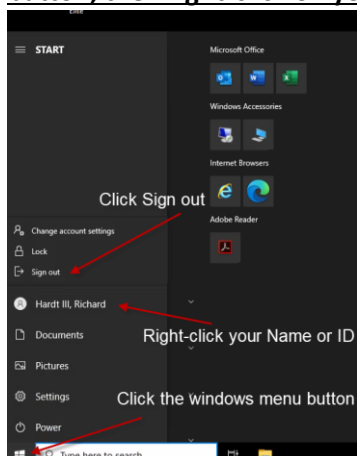 START
Microsoft Office
Windows Accessories
Internet Browsers
Click Sign out
Adobe Reader
Change account settings
Lock
Sign out
Hardt III, Richard
Documents
Right-click your Name or ID
Pictures
Settings
Click the windows menu button
Power
Type here to search